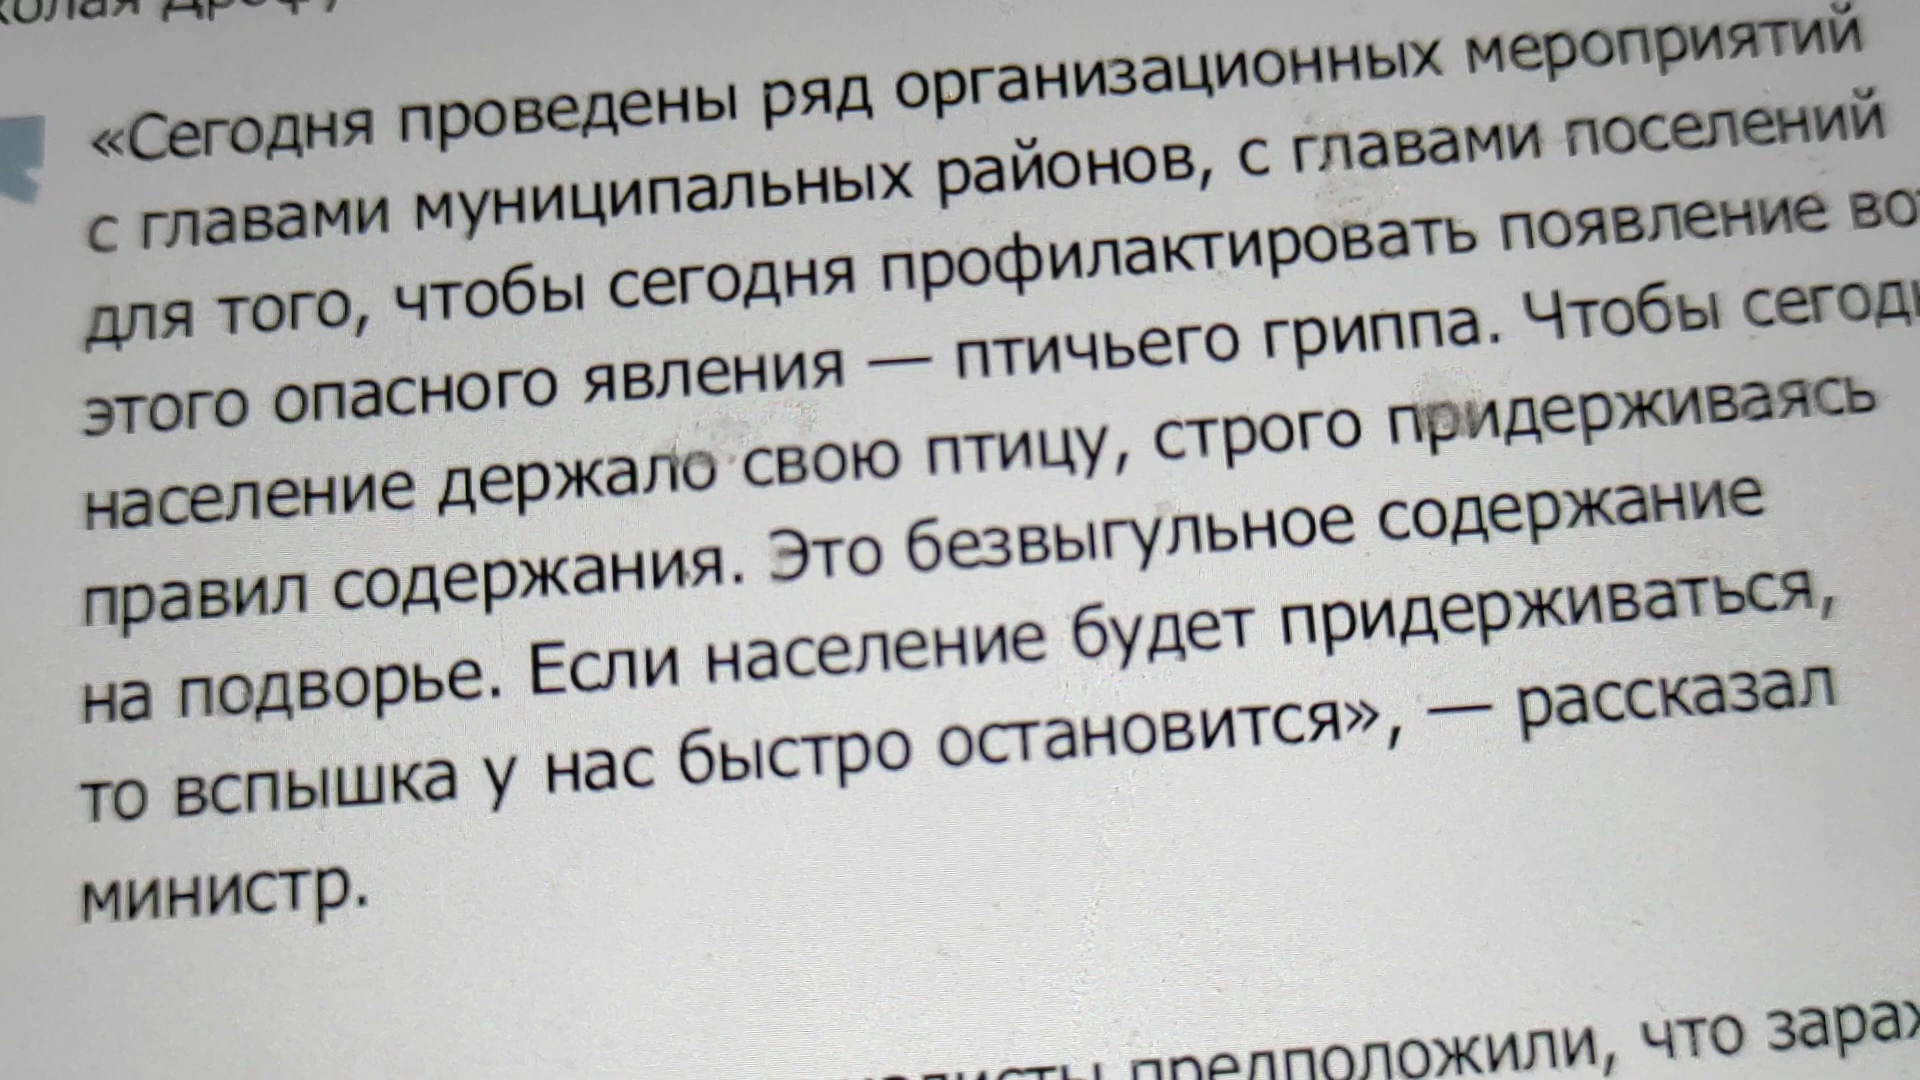 «Сегодня проведены ряд организационных мероприятий
с главами муниципальных районов, с главами поселений
для того, чтобы сегодня профилактировать появление
этого опасного явления — птичьего гриппа. Чтобы
население держало свою птицу, строго придерживаясь
правил содержания. Это безвыгульное содержание
на подворье. Если население будет придерживаться,
то вспышка у нас быстро остановится», — рассказал
министр.
предположили, что